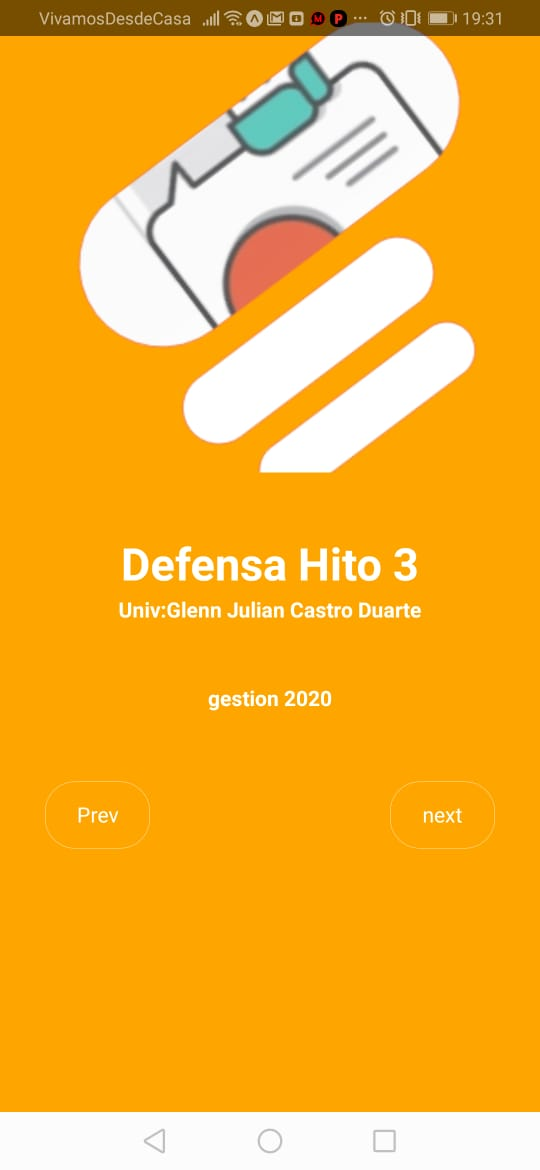 VivamosDesdeCasa 19:31
Defensa Hito 3
Univ:Glenn Julian Castro Duarte
gestion 2020
Prev next